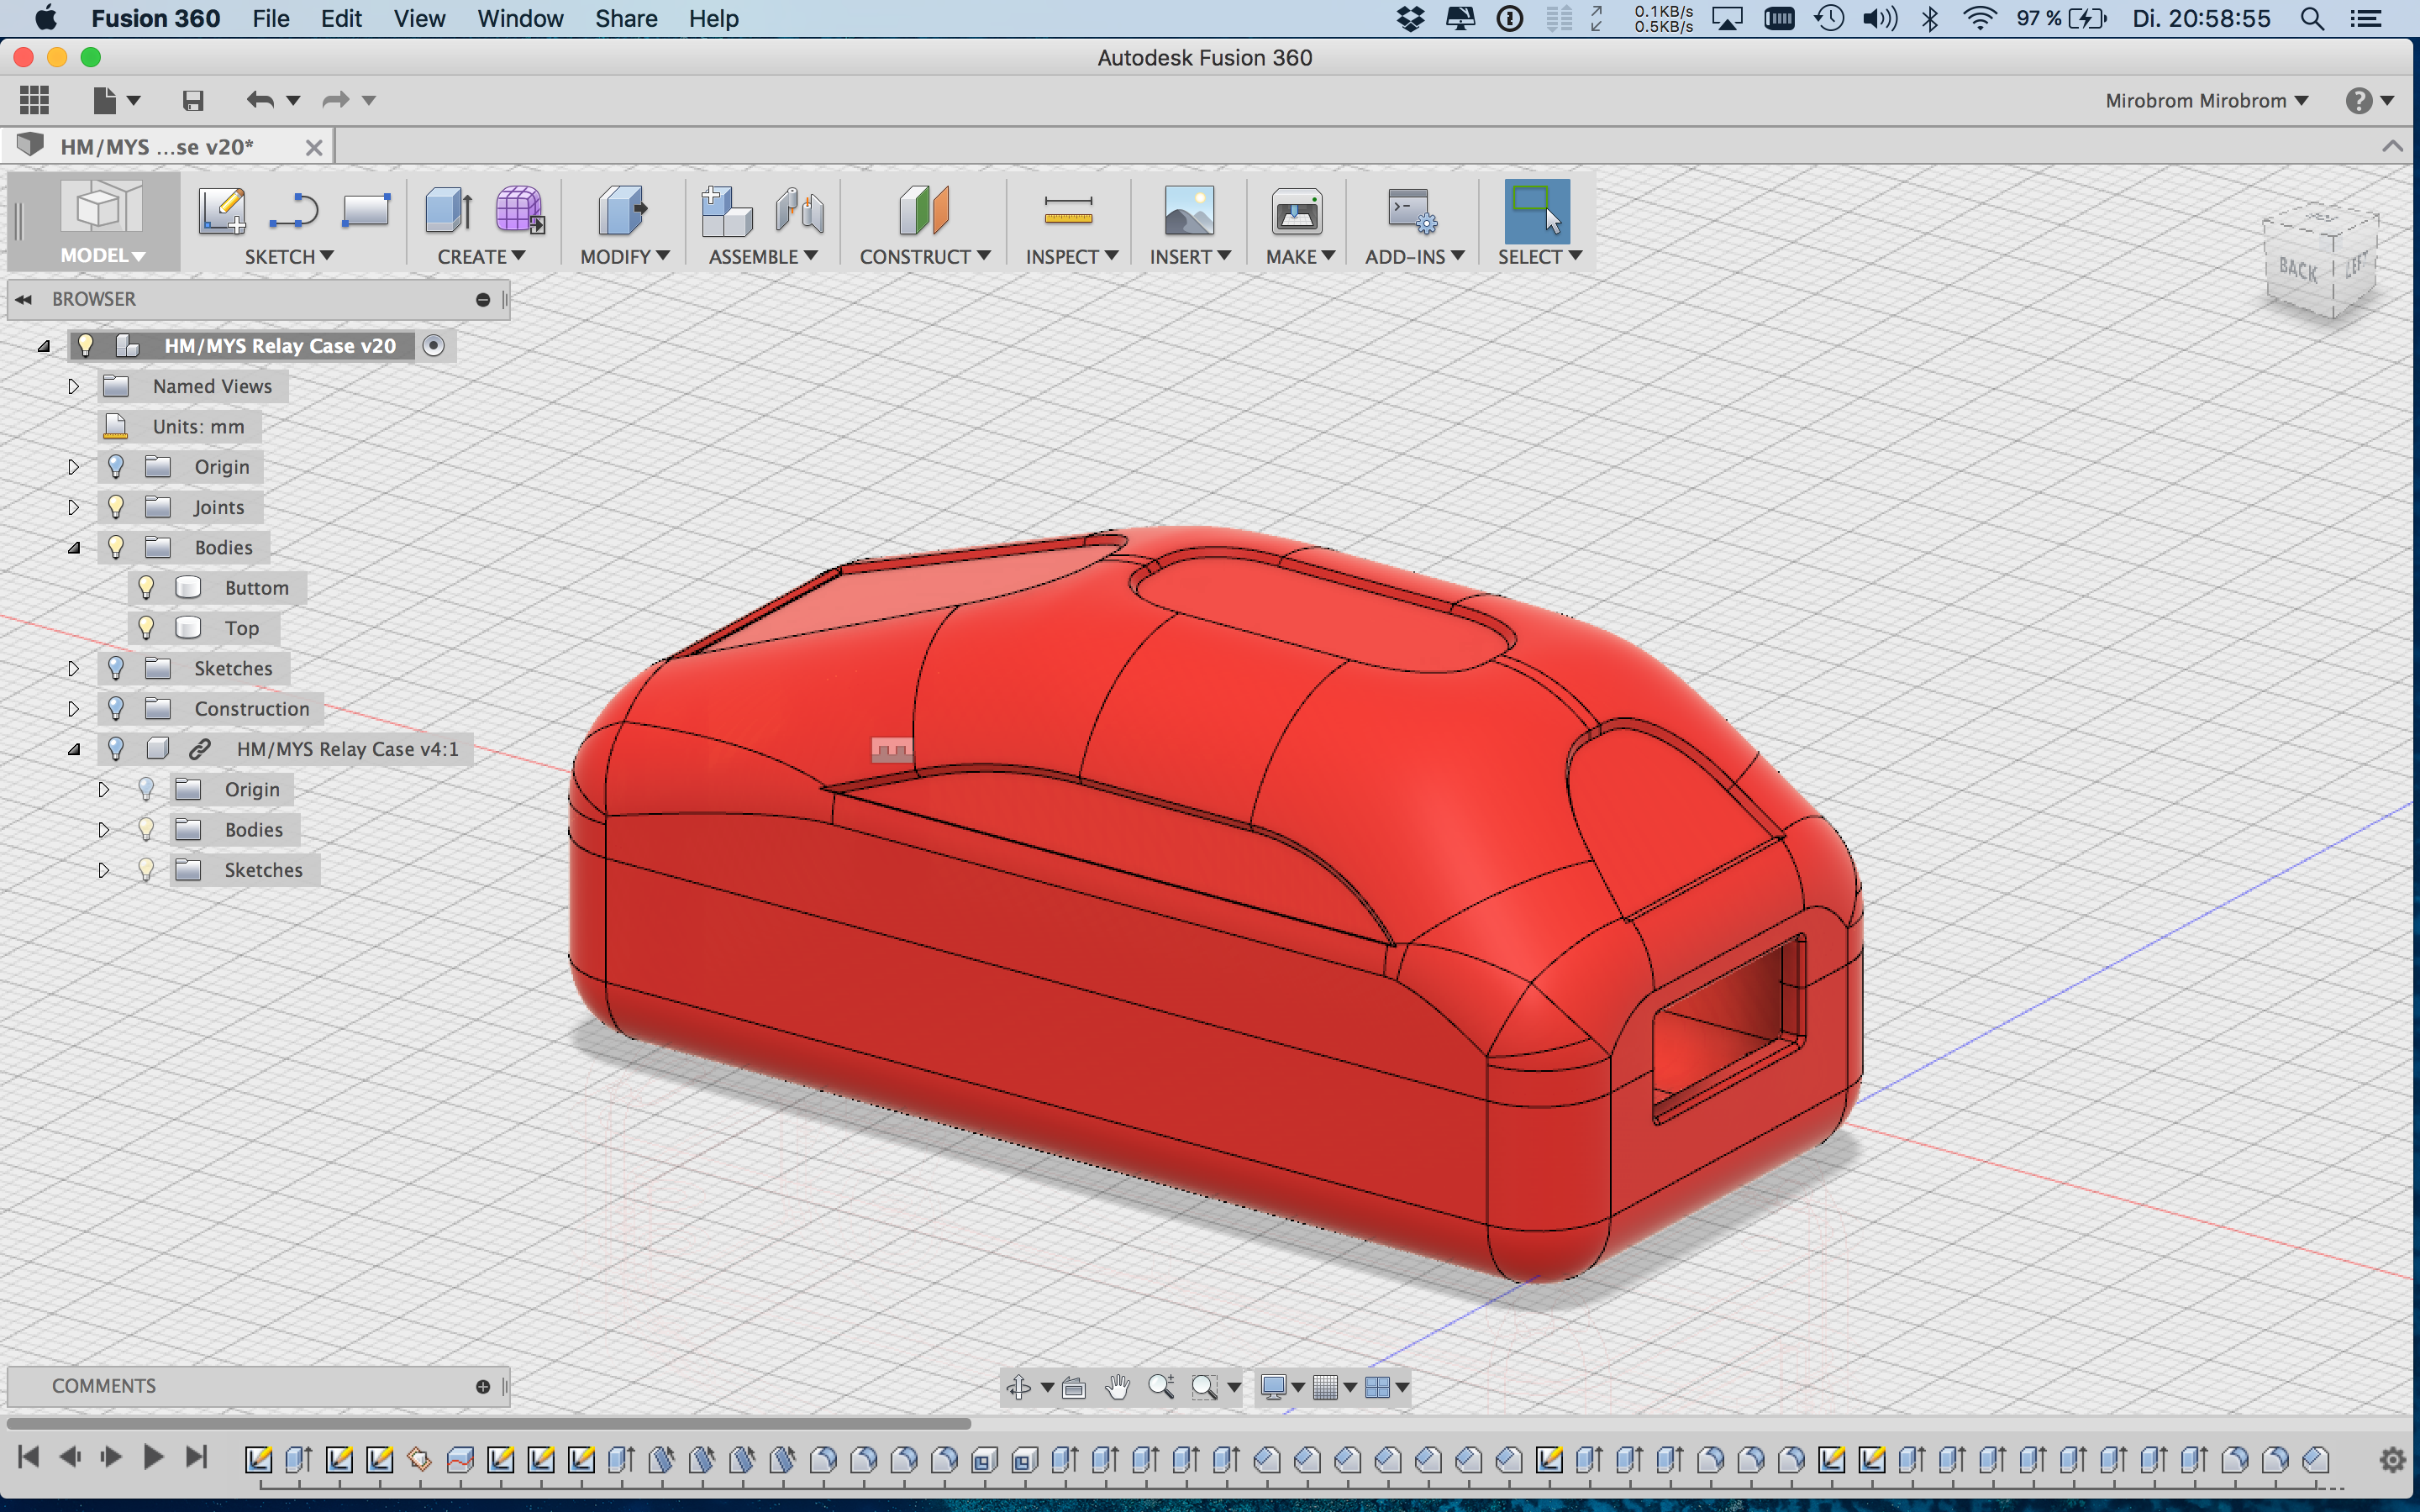 Fusion 360 File Edit View Window Share Help 0.1KB/s 97 % Di. 20:58:55
0.5KB/s
Autodesk Fusion 360
Mirobrom Mirobrom
HM/MYS ...se v20*
MODEL SKETCH CREATE MODIFY ASSEMBLE CONSTRUCT INSPECT INSERT MAKE ADD-INS SELECT
BACK LEFT
BROWSER
HM/MYS Relay Case v20
Named Views
Units: mm
Origin
Joints
Bodies
Buttom
Top
Sketches
Construction
HM/MYS Relay Case v4:1
Origin
Bodies
Sketches
COMMENTS